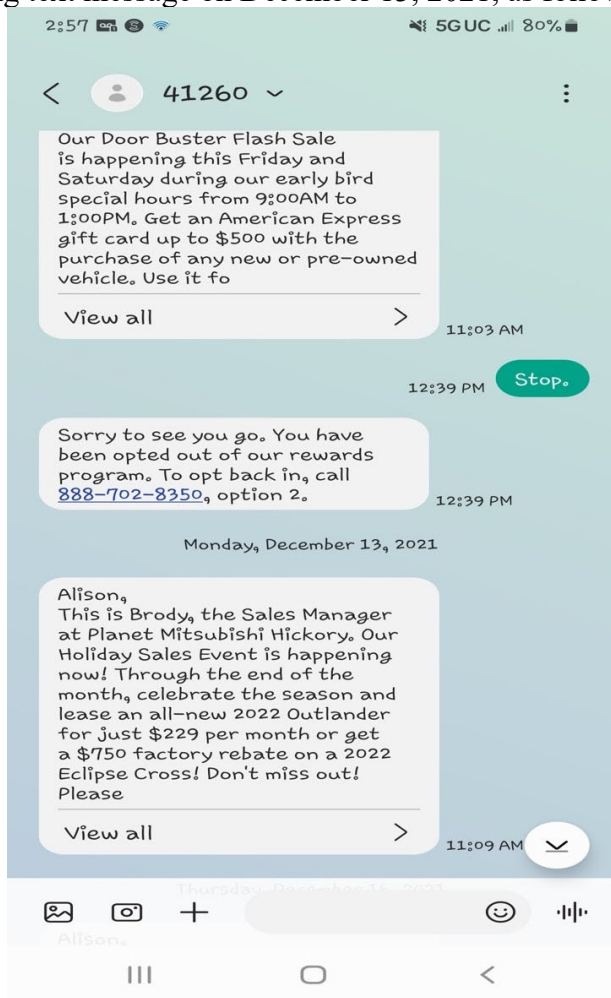 g text message on December 13, 2021, as follo
2:57 5GUC 80%
41260
Our Door Buster Flash Sale
is happening this Friday and
Saturday during our early bird
special hours from 9:00AM to
1:00PM. Get an American Express
gift card up to $500 with the
purchase of any new or pre-owned
vehicle. Use it fo
View all
11:03 AM
12:39 PM Stop.
Sorry to see you go. You have
been opted out of our rewards
program. To opt back in, call
888-702-8350, option 2.
12:39 PM
Monday, December 13, 2021
Alison,
This is Brody, the Sales Manager
at Planet Mitsubishi Hickory. Our
Holiday Sales Event is happening
now! Through the end of the
month, celebrate the season and
lease an all-new 2022 Outlander
for just $229 per month or get
a $750 factory rebate on a 2022
Eclipse Cross! Don't miss out!
Please
View all
11:09 AM
Thursday, December 16, 2021
Alison,